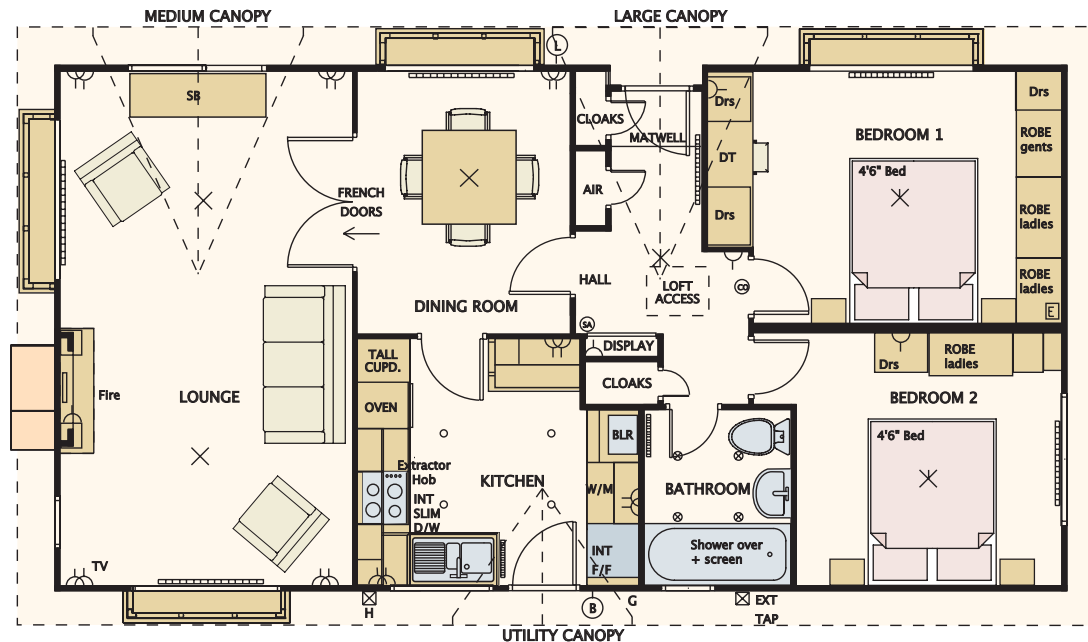 MEDIUM CANOPY
LARGE CANOPY
L
SB
CLOAKS
MATWELL
Drs
DT
Drs
BEDROOM 1
4'6" Bed
Drs
ROBE
gents
ROBE
ladies
ROBE
ladies
E
AIR
FRENCH
DOORS
HALL
LOFT
ACCESS
CO
DINING ROOM
SA
DISPLAY
CLOAKS
TALL
CUPD.
OVEN
Fire
LOUNGE
Drs
ROBE
ladies
BEDROOM 2
4'6" Bed
BLR
Extractor
Hob
INT
SLIM
D/W
KITCHEN
W/M
BATHROOM
INT
F/F
Shower over
+ screen
TV
H
B
G
EXT
TAP
UTILITY CANOPY